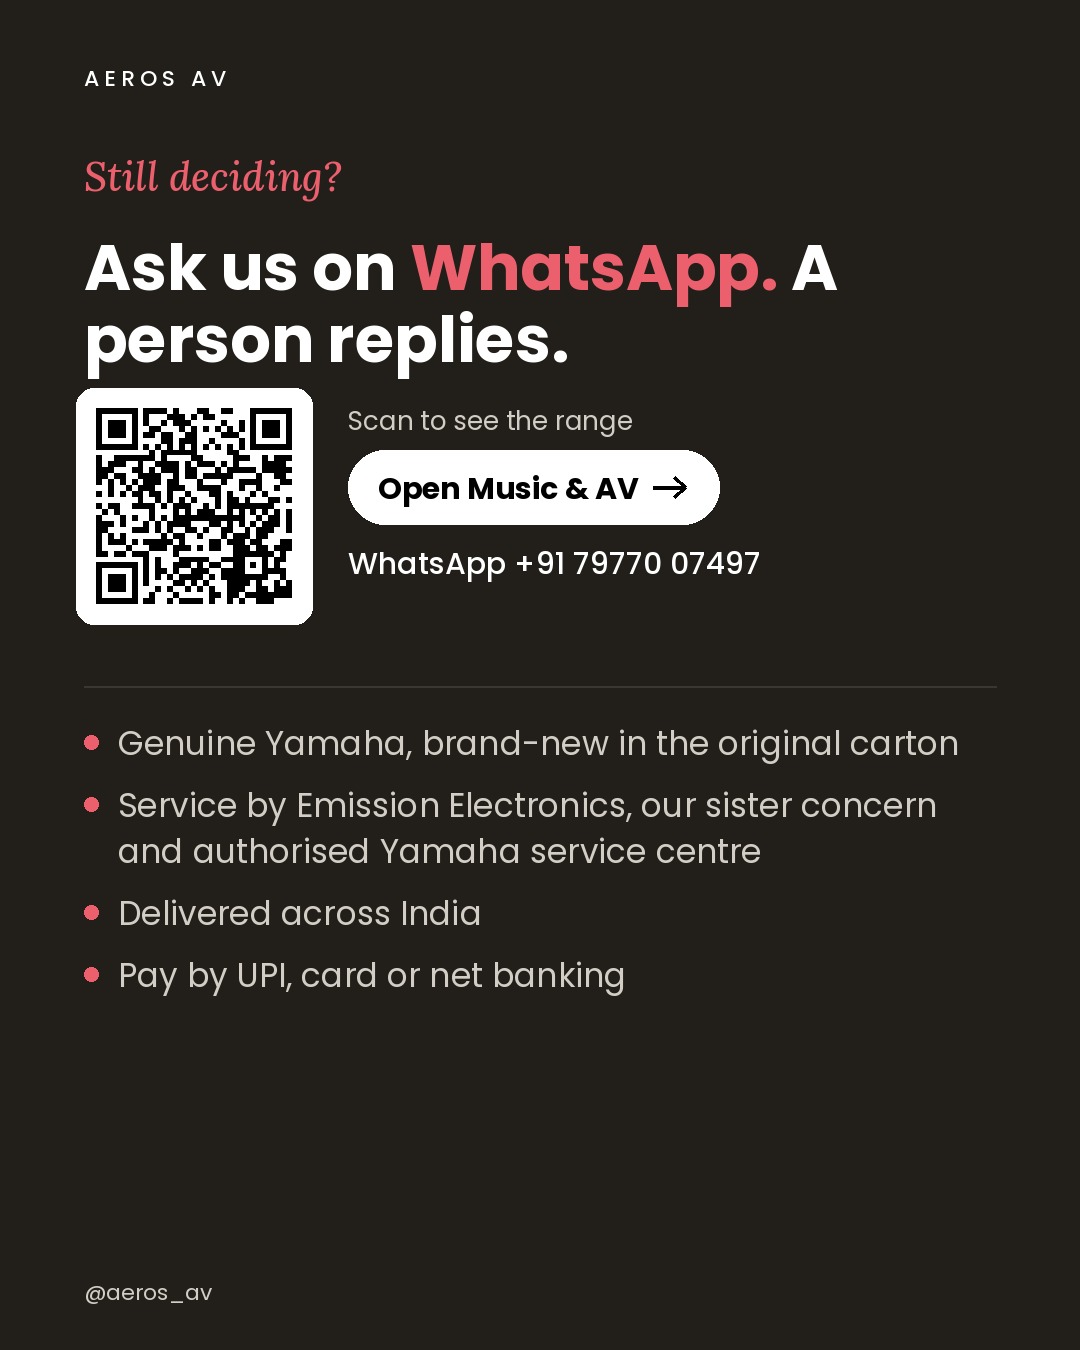 AEROS AV
Still deciding?
Ask us on WhatsApp. A
person replies.
Scan to see the range
Open Music & AV →
WhatsApp +91 79770 07497
Genuine Yamaha, brand-new in the original carton
Service by Emission Electronics, our sister concern
and authorised Yamaha service centre
Delivered across India
Pay by UPI, card or net banking
@aeros_av